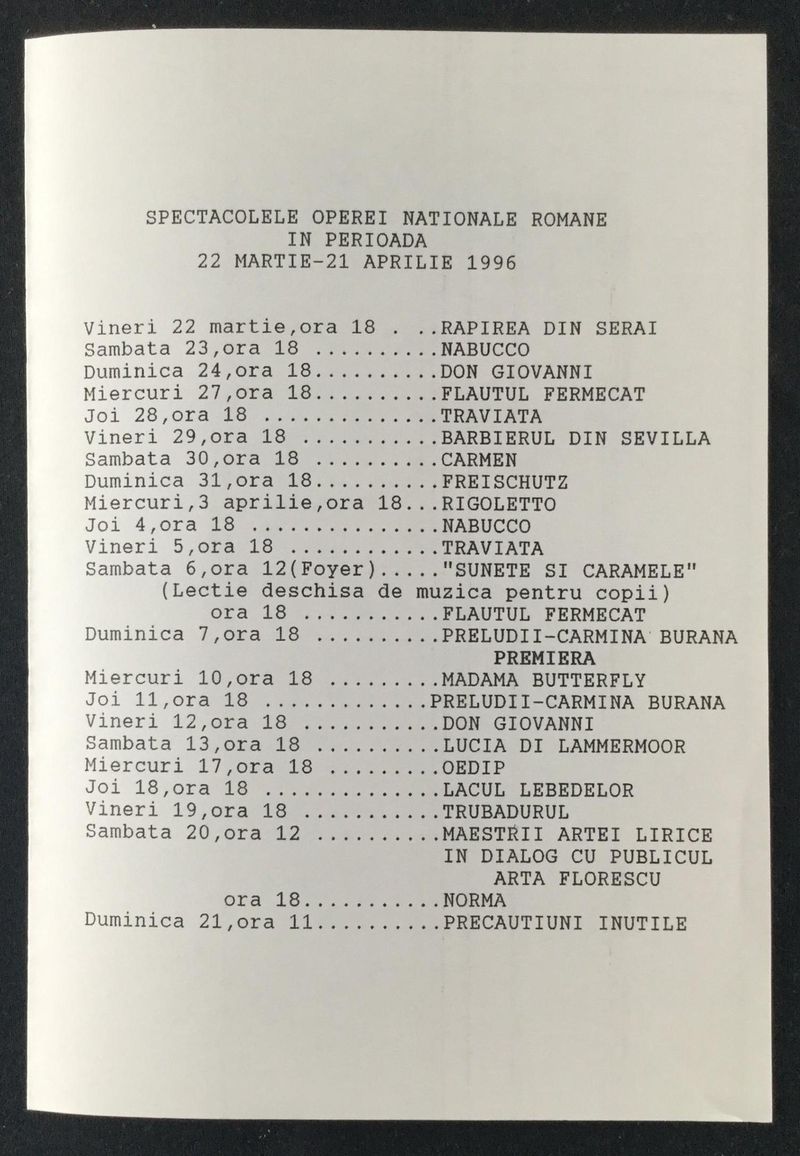 SPECTACOLELE OPEREI NATIONALE ROMANE
IN PERIOADA
22 MARTIE-21 APRILIE 1996
Vineri 22 martie,ora 18 . ..RAPIREA DIN SERAI
Sambata 23,ora 18 ..........NABUCCO
Duminica 24,ora 18..........DON GIOVANNI
Miercuri 27,ora 18..........FLAUTUL FERMECAT
Joi 28,ora 18 ..............TRAVIATA
Vineri 29,ora 18 ...........BARBIERUL DIN SEVILLA
Sambata 30,ora 18 ..........CARMEN
Duminica 31,ora 18..........FREISCHUTZ
Miercuri,3 aprilie,ora 18...RIGOLETTO
Joi 4,ora 18 ...............NABUCCO
Vineri 5,ora 18 ............TRAVIATA
Sambata 6,ora 12(Foyer)....."SUNETE SI CARAMELE"
(Lectie deschisa de muzica pentru copii)
ora 18 ...........FLAUTUL FERMECAT
Duminica 7,ora 18 ..........PRELUDII-CARMINA BURANA
PREMIERA
Miercuri 10,ora 18 .........MADAMA BUTTERFLY
Joi 11,ora 18 .............PRELUDII-CARMINA BURANA
Vineri 12,ora 18 ...........DON GIOVANNI
Sambata 13,ora 18 ..........LUCIA DI LAMMERMOOR
Miercuri 17,ora 18 .........OEDIP
Joi 18,ora 18 ..............LACUL LEBEDELOR
Vineri 19,ora 18 ...........TRUBADURUL
Sambata 20,ora 12 ..........MAESTRII ARTEI LIRICE
IN DIALOG CU PUBLICUL
ARTA FLORESCU
ora 18...........NORMA
Duminica 21,ora 11..........PRECAUTIUNI INUTILE